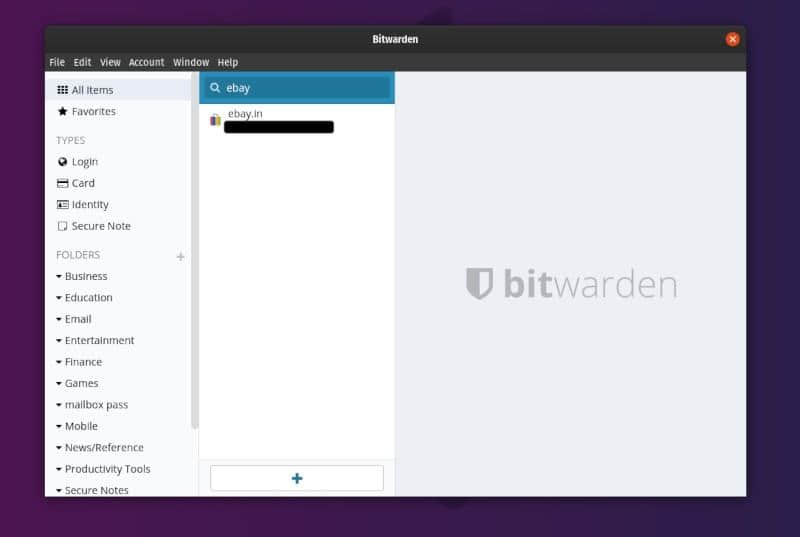 Bitwarden
File Edit View Account Window Help
All Items
Favorites
TYPES
Login
Card
Identity
Secure Note
FOLDERS +
Business
Education
Email
Entertainment
Finance
Games
mailbox pass
Mobile
News/Reference
Productivity Tools
Secure Notes
ebay
ebay.in
bitwarden